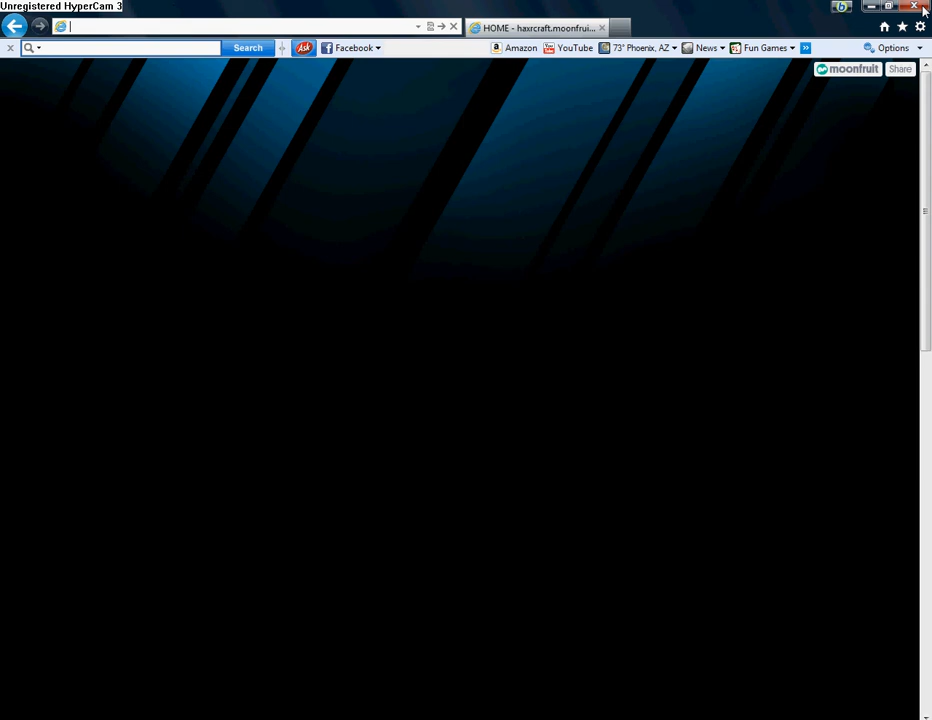 Unregistered HyperCam 3
HOME - haxrcraft.moonfrui...
Search
Ask
Facebook
Amazon
YouTube
73° Phoenix, AZ
News
Fun Games
Options
moonfruit
Share